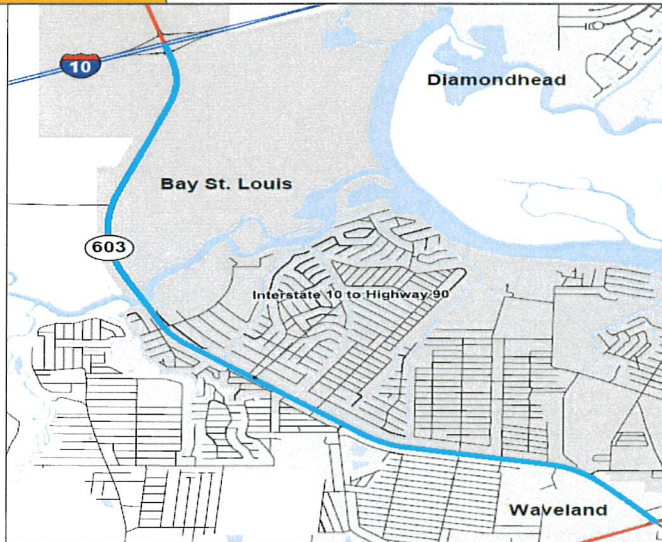 Diamondhead
10
Bay St. Louis
603
Interstate 10 to Highway 90
Waveland